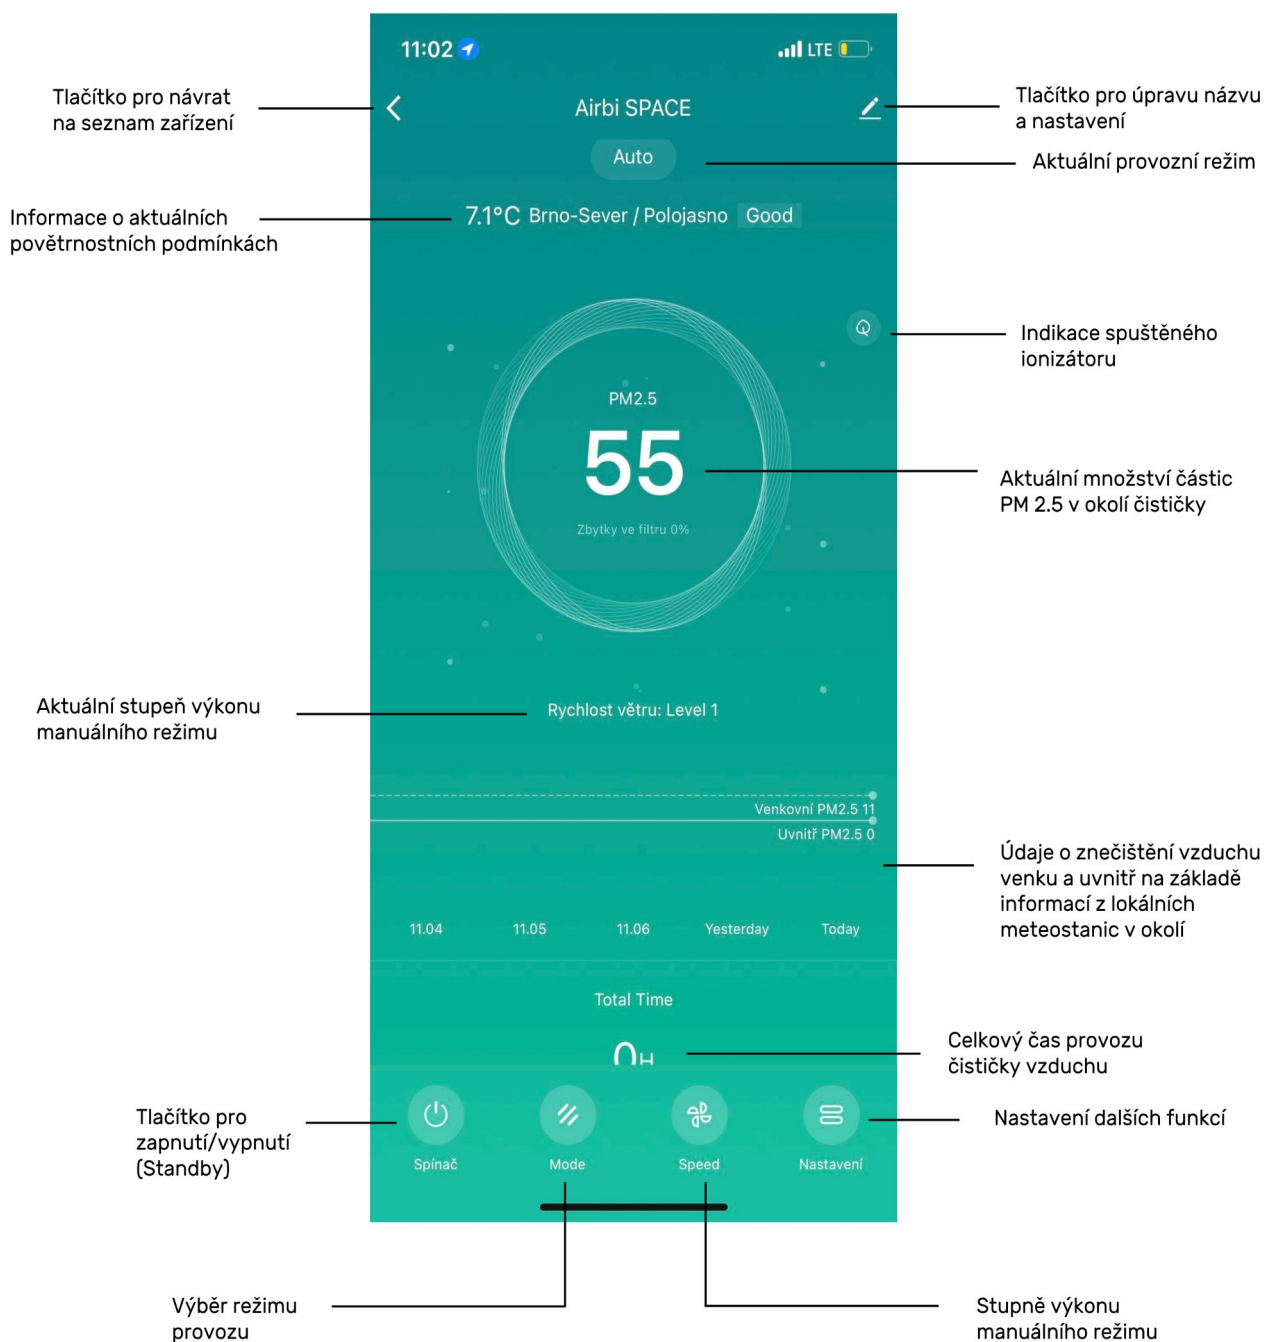 11:02
LTE
Tlačítko pro návrat
na seznam zařízení
Airbi SPACE
Tlačítko pro úpravu názvu
a nastavení
Auto
Aktuální provozní režim
Informace o aktuálních
povětrnostních podmínkách
7.1°C Brno-Sever / Polojasno Good
Indikace spuštěného
ionizátoru
PM2.5
55
Zbytky ve filtru 0%
Aktuální množství částic
PM 2.5 v okolí čističky
Aktuální stupeň výkonu
manuálního režimu
Rychlost větru: Level 1
Venkovní PM2.5 11
Uvnitř PM2.5 0
Údaje o znečištění vzduchu
venku a uvnitř na základě
informací z lokálních
meteostanic v okolí
11.04 11.05 11.06 Yesterday Today
Total Time
0H
Celkový čas provozu
čističky vzduchu
Tlačítko pro
zapnutí/vypnutí
(Standby)
Nastavení dalších funkcí
Spínač Mode Speed Nastavení
Výběr režimu
provozu
Stupně výkonu
manuálního režimu